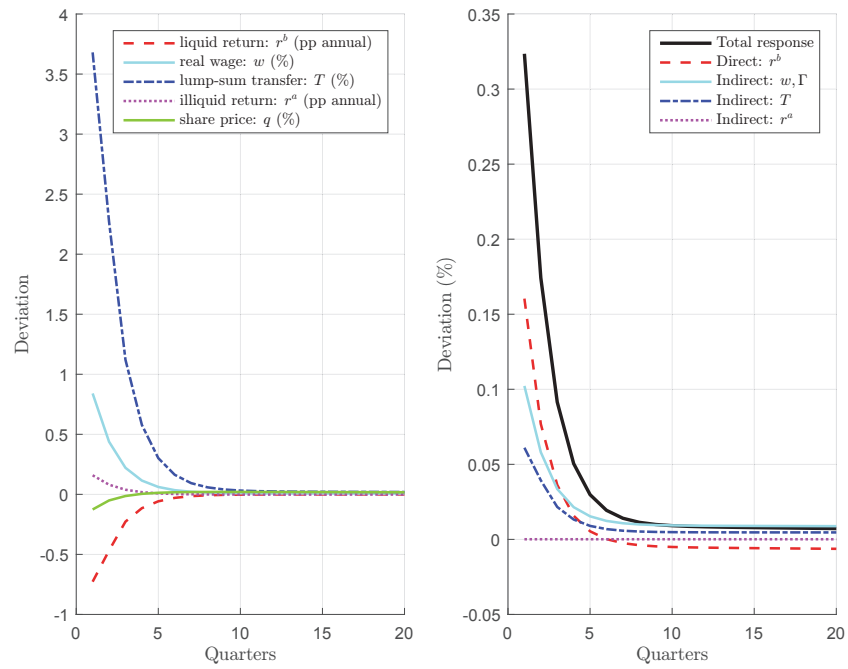 4
3.5
3
2.5
2
1.5
1
0.5
0
-0.5
-1
Deviation
liquid return: r^b (pp annual)
real wage: w (%)
lump-sum transfer: T (%)
illiquid return: r^a (pp annual)
share price: q (%)
0
5
10
15
20
Quarters
0.35
0.3
0.25
0.2
0.15
0.1
0.05
0
-0.05
Deviation (%)
Total response
Direct: r^b
Indirect: w, Γ
Indirect: T
Indirect: r^a
0
5
10
15
20
Quarters